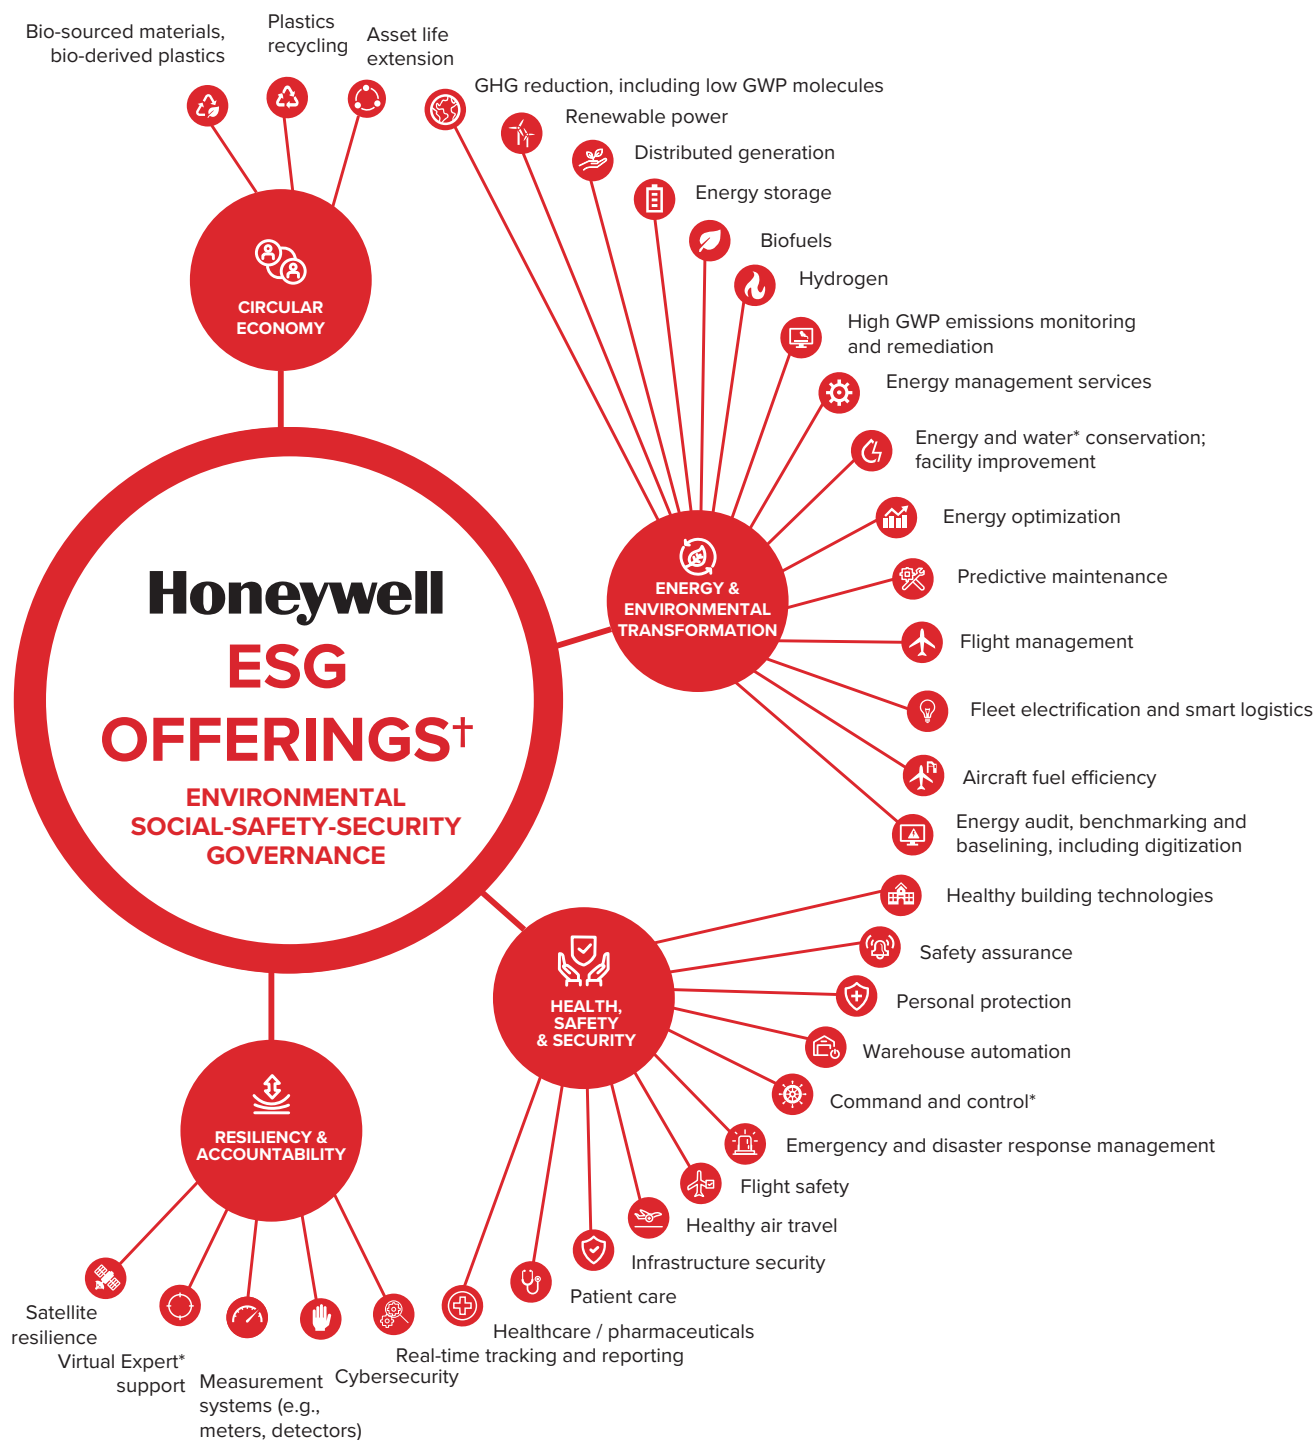 Bio-sourced materials,
bio-derived plastics
Plastics
recycling
Asset life
extension
GHG reduction, including low GWP molecules
Renewable power
Distributed generation
Energy storage
Biofuels
Hydrogen
High GWP emissions monitoring
and remediation
Energy management services
Energy and water* conservation;
facility improvement
Energy optimization
Predictive maintenance
Flight management
Fleet electrification and smart logistics
Aircraft fuel efficiency
Energy audit, benchmarking and
baselining, including digitization
CIRCULAR
ECONOMY
ENERGY &
ENVIRONMENTAL
TRANSFORMATION
Honeywell
ESG
OFFERINGS†
ENVIRONMENTAL
SOCIAL-SAFETY-SECURITY
GOVERNANCE
Healthy building technologies
Safety assurance
Personal protection
Warehouse automation
Command and control*
Emergency and disaster response management
Flight safety
Healthy air travel
Infrastructure security
Patient care
Healthcare / pharmaceuticals
Real-time tracking and reporting
HEALTH,
SAFETY
& SECURITY
RESILIENCY &
ACCOUNTABILITY
Satellite
resilience
Virtual Expert*
support
Measurement
systems (e.g.,
meters, detectors)
Cybersecurity